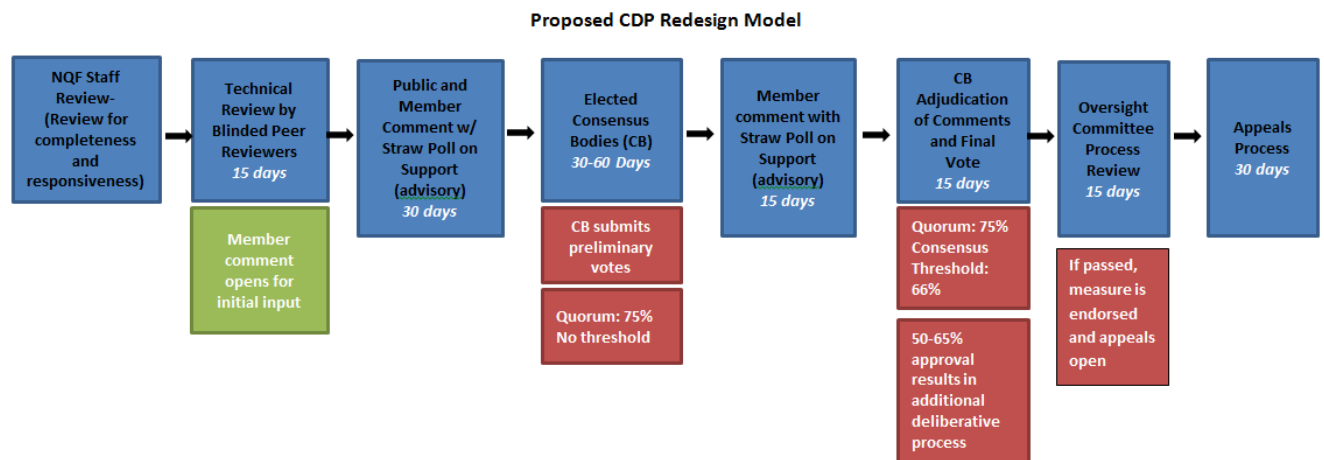 Proposed CDP Redesign Model
NQF Staff
Review-
(Review for
completeness
and
responsiveness)
Technical
Review by
Blinded Peer
Reviewers
15 days
Member
comment
opens for
initial input
Public and
Member
Comment w/
Straw Poll on
Support
(advisory)
30 days
Elected
Consensus
Bodies (CB)
30-60 Days
CB submits
preliminary
votes
Quorum: 75%
No threshold
Member
comment with
Straw Poll on
Support
(advisory)
15 days
CB
Adjudication
of Comments
and Final
Vote
15 days
Quorum: 75%
Consensus
Threshold:
66%
50-65%
approval
results in
additional
deliberative
process
Oversight
Committee
Process
Review
15 days
If passed,
measure is
endorsed
and appeals
open
Appeals
Process
30 days